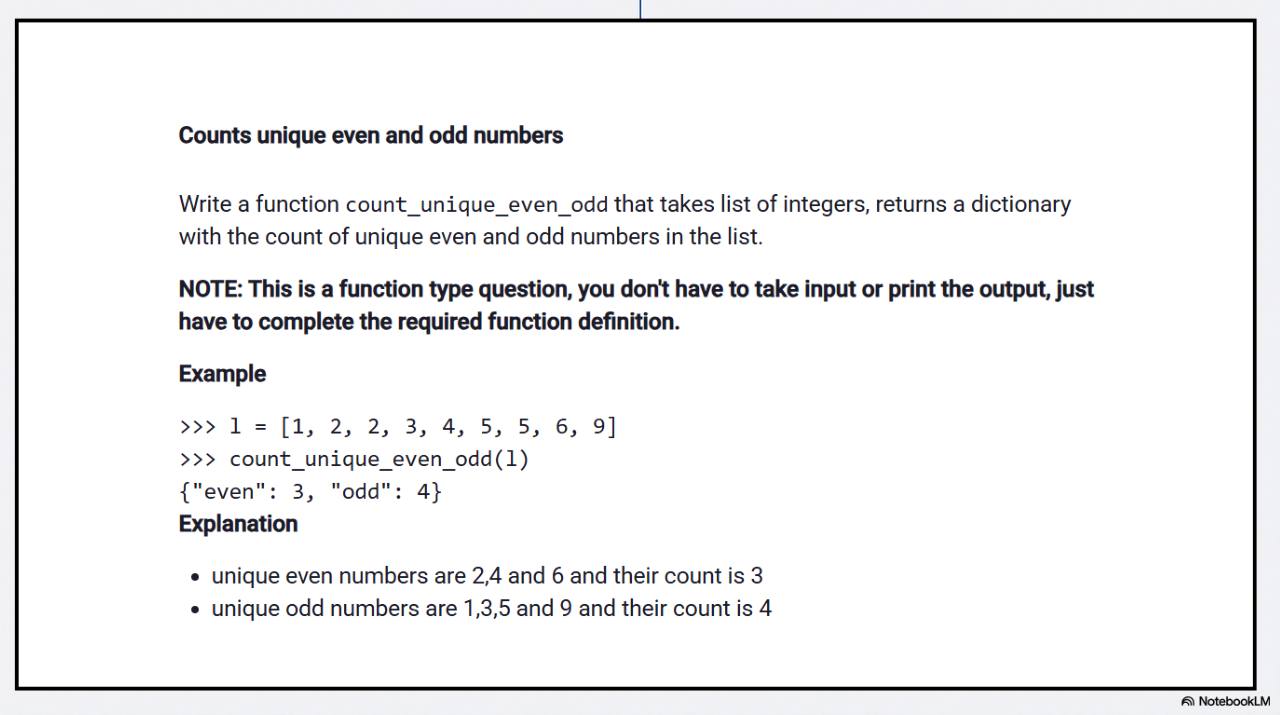 Counts unique even and odd numbers
Write a function count_unique_even_odd that takes list of integers, returns a dictionary
with the count of unique even and odd numbers in the list.
NOTE: This is a function type question, you don't have to take input or print the output, just
have to complete the required function definition.
Example
>>> l = [1, 2, 2, 3, 4, 5, 5, 6, 9]
>>> count_unique_even_odd(l)
{"even": 3, "odd": 4}
Explanation
• unique even numbers are 2,4 and 6 and their count is 3
• unique odd numbers are 1,3,5 and 9 and their count is 4
NotebookLM